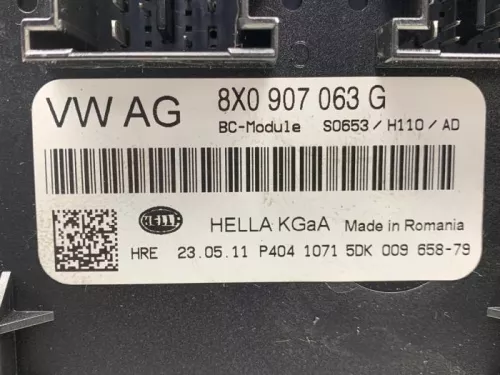 VW AG 8X0 907 063 G
BC-Module S0653 / H110 / AD
HELLA HELLA KGaA Made in Romania
HRE 23.05.11 P404 1071 5DK 009 658-79